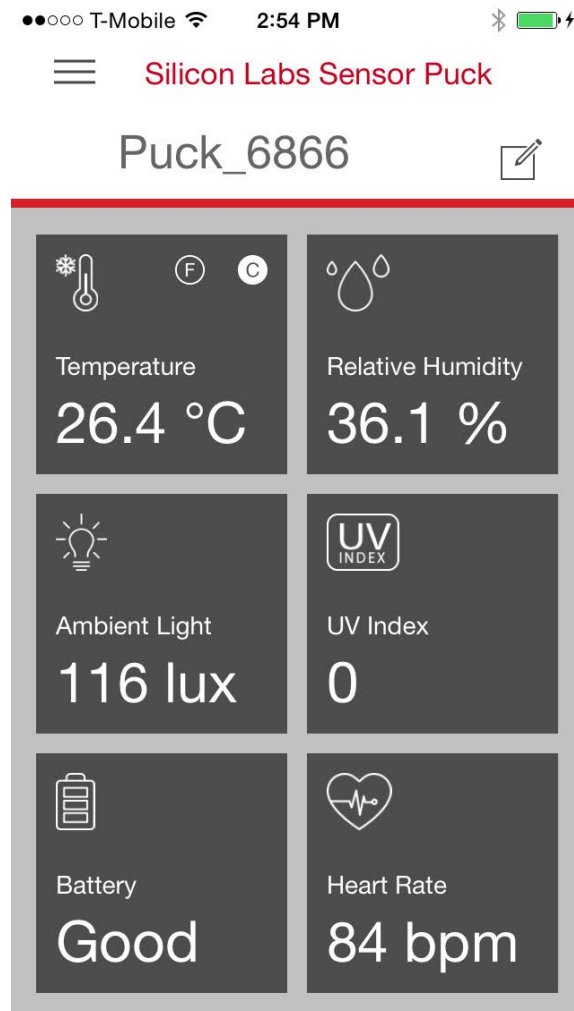 T-Mobile 2:54 PM
Silicon Labs Sensor Puck
Puck_6866
F C
Temperature
26.4 °C
Relative Humidity
36.1 %
Ambient Light
116 lux
UV
INDEX
UV Index
0
Battery
Good
Heart Rate
84 bpm